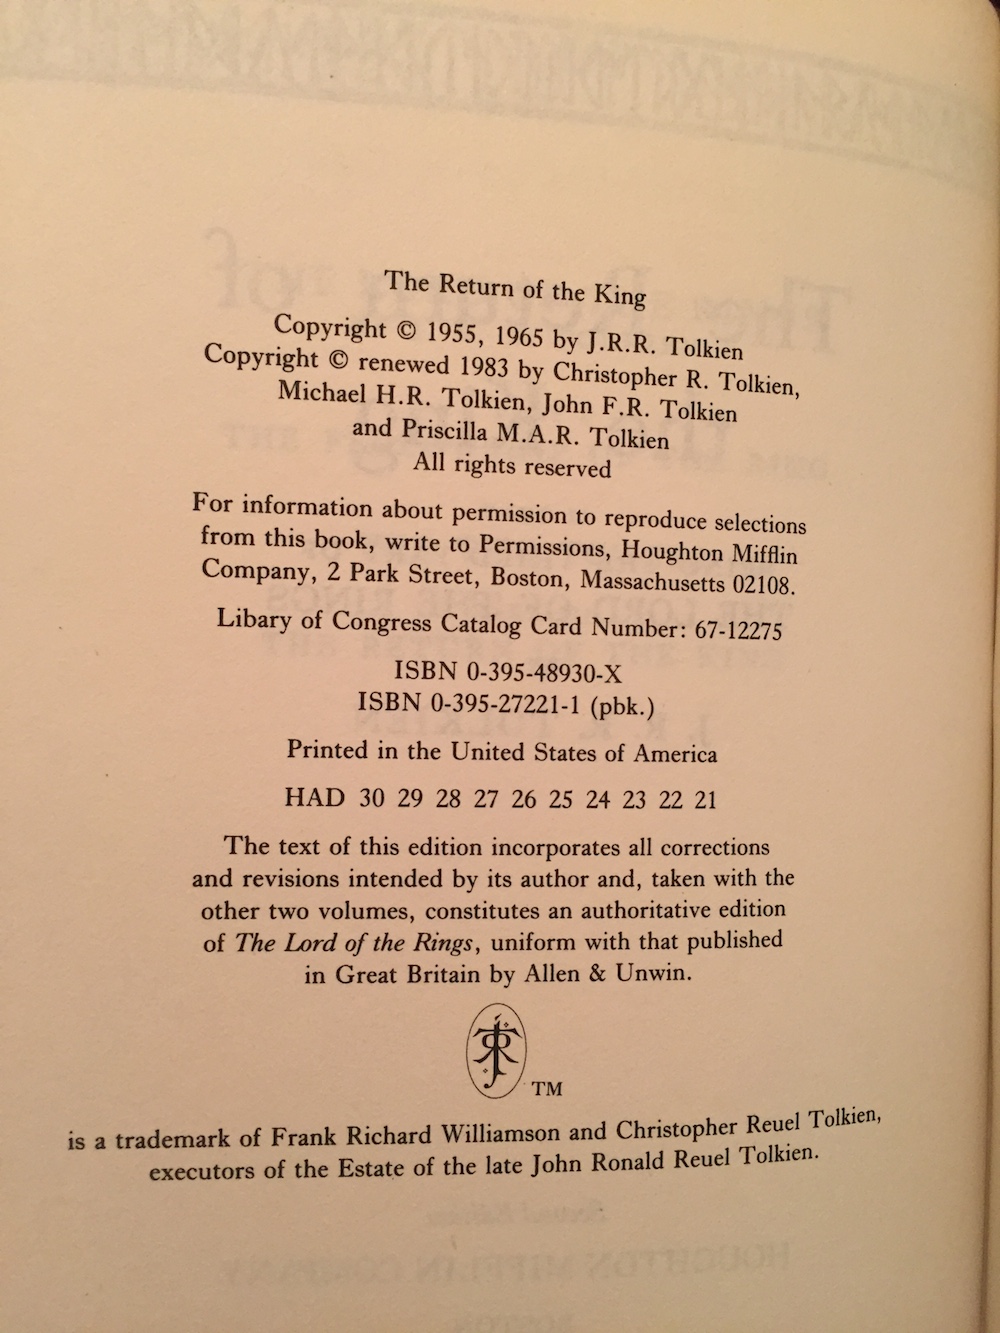 The Return of the King
Copyright © 1955, 1965 by J.R.R. Tolkien
Copyright © renewed 1983 by Christopher R. Tolkien,
Michael H.R. Tolkien, John F.R. Tolkien
and Priscilla M.A.R. Tolkien
All rights reserved
For information about permission to reproduce selections
from this book, write to Permissions, Houghton Mifflin
Company, 2 Park Street, Boston, Massachusetts 02108.
Libary of Congress Catalog Card Number: 67-12275
ISBN 0-395-48930-X
ISBN 0-395-27221-1 (pbk.)
Printed in the United States of America
HAD 30 29 28 27 26 25 24 23 22 21
The text of this edition incorporates all corrections
and revisions intended by its author and, taken with the
other two volumes, constitutes an authoritative edition
of The Lord of the Rings, uniform with that published
in Great Britain by Allen & Unwin.
TM
is a trademark of Frank Richard Williamson and Christopher Reuel Tolkien,
executors of the Estate of the late John Ronald Reuel Tolkien.